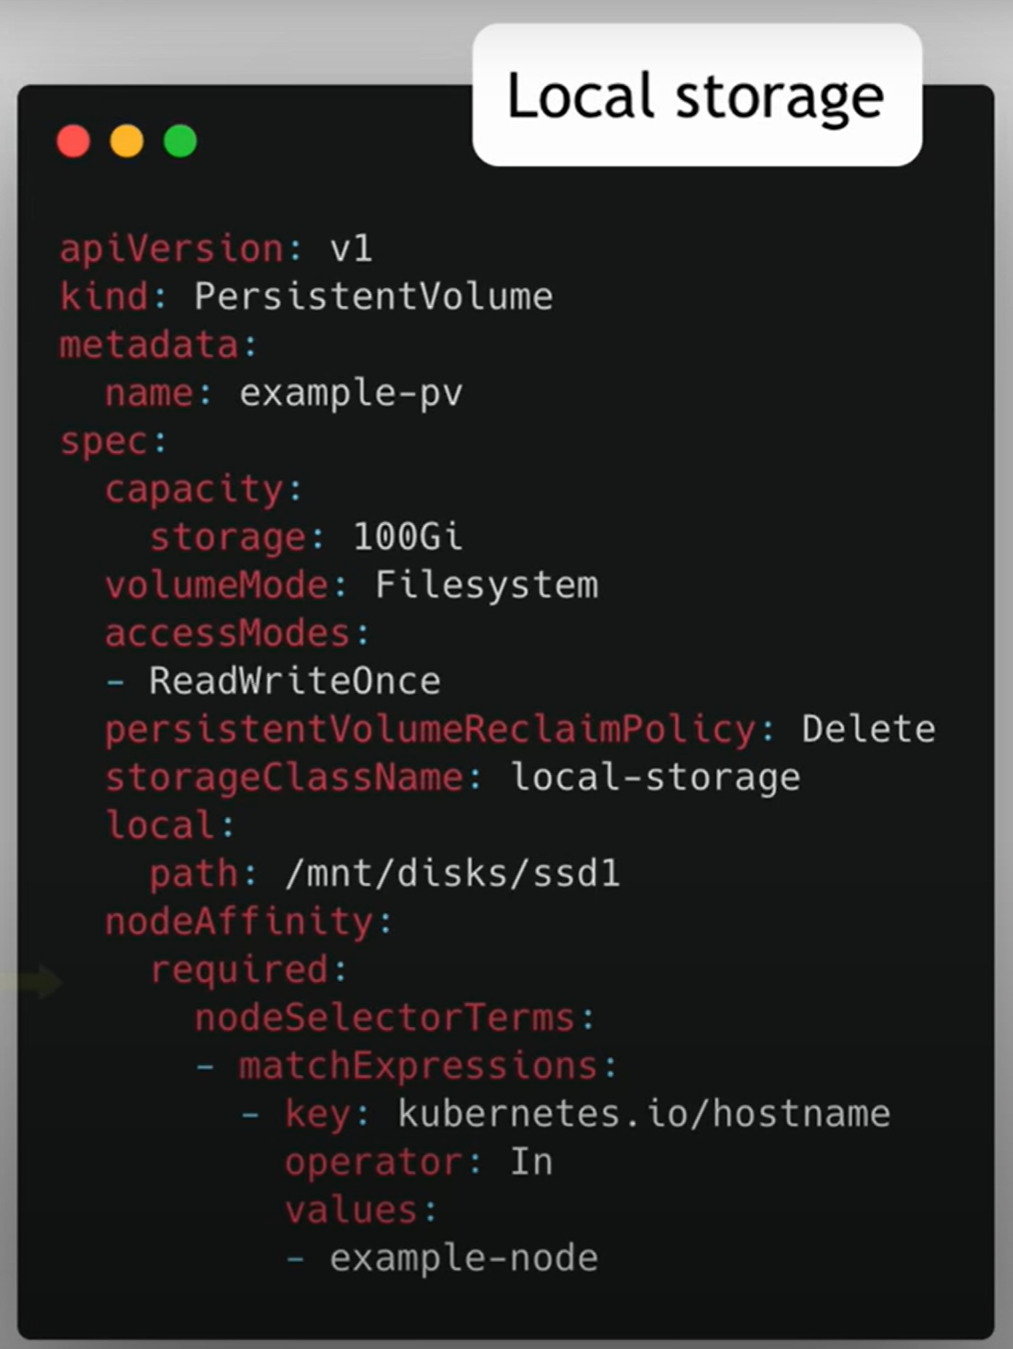 Local storage
apiVersion: v1
kind: PersistentVolume
metadata:
  name: example-pv
spec:
  capacity:
    storage: 100Gi
  volumeMode: Filesystem
  accessModes:
  - ReadWriteOnce
  persistentVolumeReclaimPolicy: Delete
  storageClassName: local-storage
  local:
    path: /mnt/disks/ssd1
  nodeAffinity:
    required:
      nodeSelectorTerms:
      - matchExpressions:
        - key: kubernetes.io/hostname
          operator: In
          values:
          - example-node